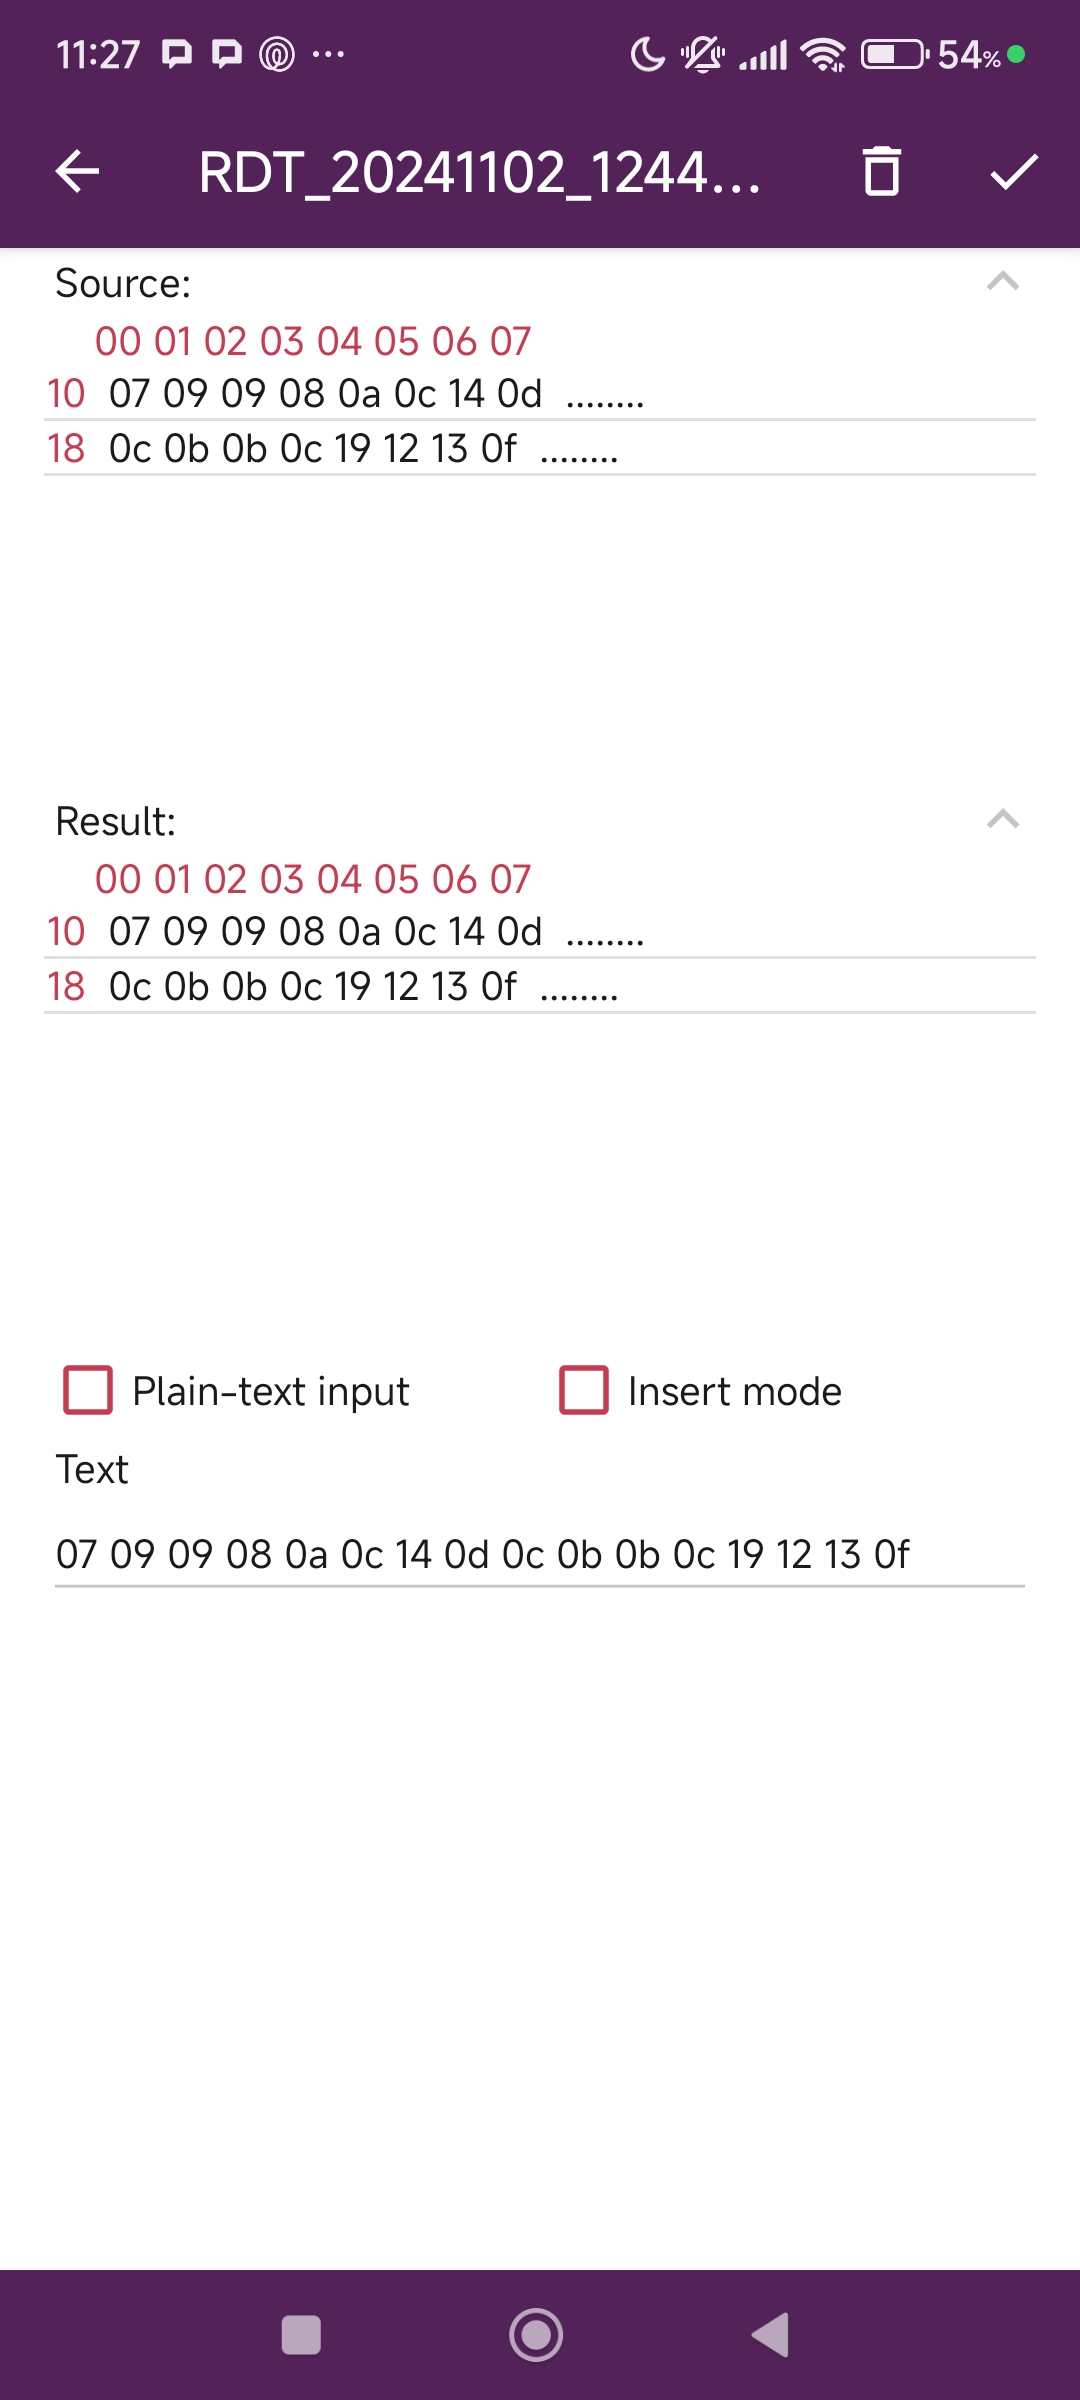 11:27 54%
RDT_20241102_1244...
Source:
00 01 02 03 04 05 06 07
10 07 09 09 08 0a 0c 14 0d ........
18 0c 0b 0b 0c 19 12 13 0f ........
Result:
00 01 02 03 04 05 06 07
10 07 09 09 08 0a 0c 14 0d ........
18 0c 0b 0b 0c 19 12 13 0f ........
Plain-text input Insert mode
Text
07 09 09 08 0a 0c 14 0d 0c 0b 0b 0c 19 12 13 0f